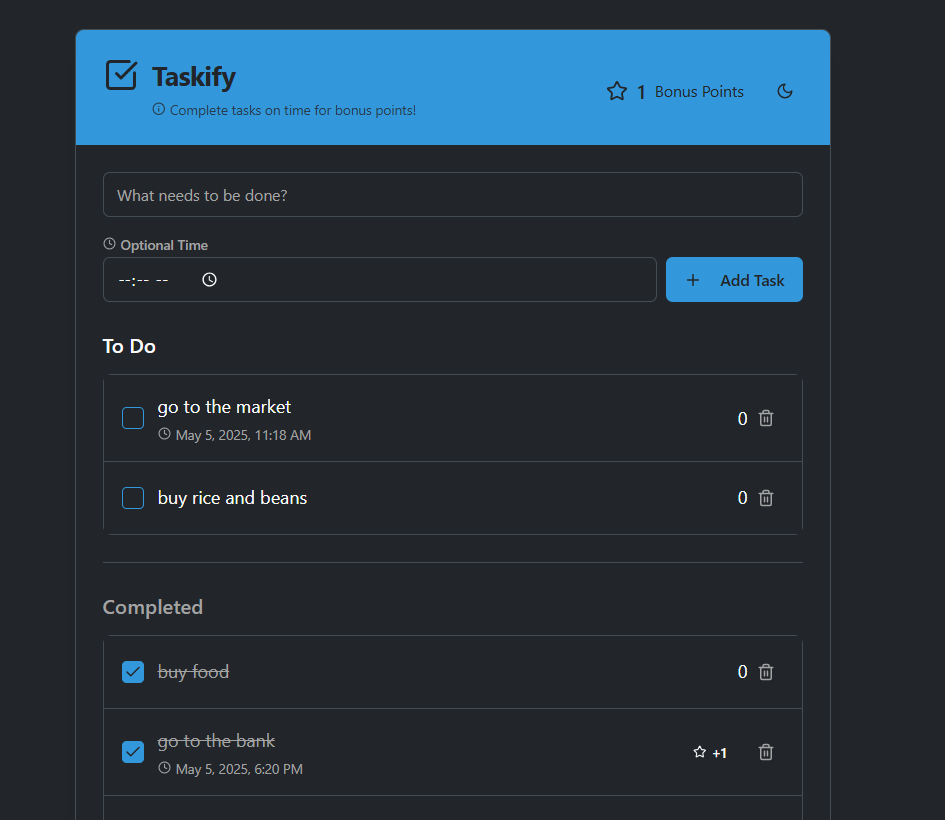 Taskify
Complete tasks on time for bonus points!
1 Bonus Points
What needs to be done?
Optional Time
--:-- --
Add Task
To Do
go to the market
May 5, 2025, 11:18 AM
0
buy rice and beans
0
Completed
buy food
0
go to the bank
May 5, 2025, 6:20 PM
+1